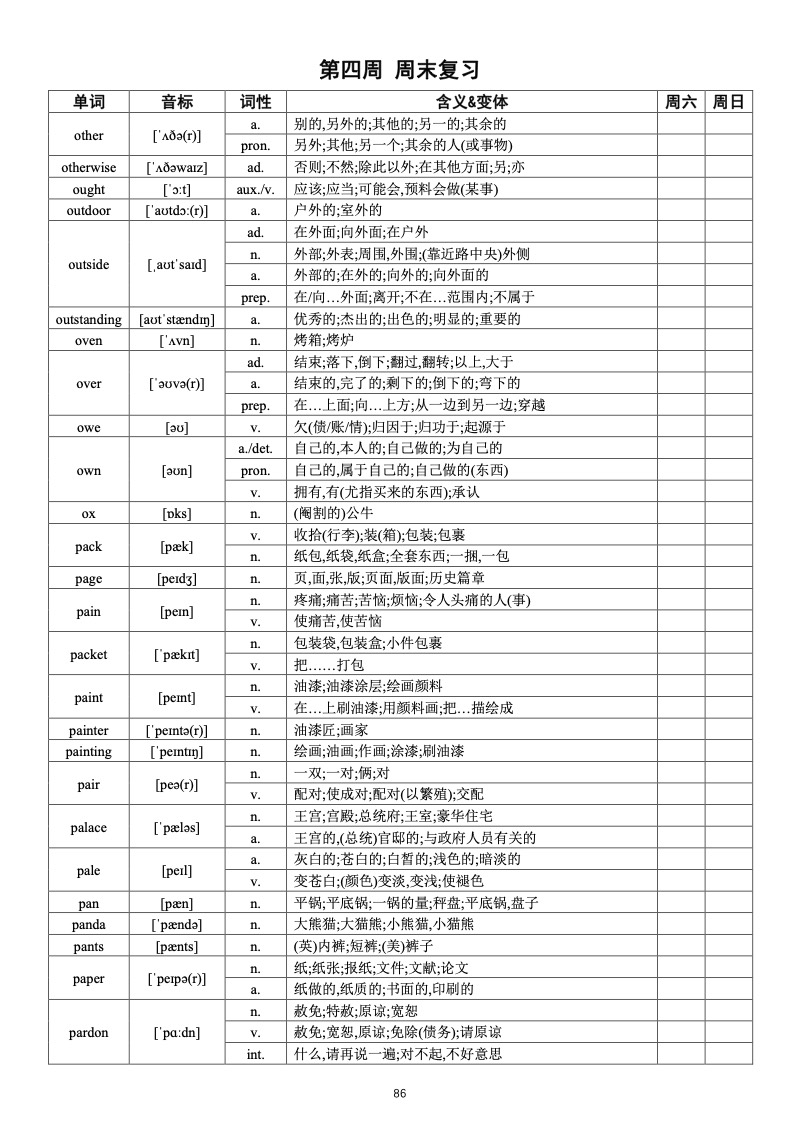 第四周 周末复习
单词 音标 词性 含义&变体 周六 周日
other [ˈʌðə(r)] a. 别的,另外的;其他的;另一的;其余的
pron. 另外;其他;另一个;其余的人(或事物)
otherwise [ˈʌðəwaɪz] ad. 否则;不然;除此以外;在其他方面;另;亦
ought [ˈɔːt] aux./v. 应该;应当;可能会,预料会做(某事)
outdoor [ˈaʊtdɔː(r)] a. 户外的;室外的
outside [ˌaʊtˈsaɪd] ad. 在外面;向外面;在户外
n. 外部;外表;周围,外围;(靠近路中央)外侧
a. 外部的;在外的;向外的;向外面的
prep. 在/向…外面;离开;不在…范围内;不属于
outstanding [aʊtˈstændɪŋ] a. 优秀的;杰出的;出色的;明显的;重要的
oven [ˈʌvn] n. 烤箱;烤炉
over [ˈəʊvə(r)] ad. 结束;落下,倒下;翻过,翻转;以上,大于
a. 结束的,完了的;剩下的;倒下的;弯下的
prep. 在…上面;向…上方;从一边到另一边;穿越
owe [əʊ] v. 欠(债/账/情);归因于;归功于;起源于
own [əʊn] a./det. 自己的,本人的;自己做的;为自己的
pron. 自己的,属于自己的;自己做的(东西)
v. 拥有,有(尤指买来的东西);承认
ox [ɒks] n. (阉割的)公牛
pack [pæk] v. 收拾(行李);装(箱);包装;包裹
n. 纸包,纸袋,纸盒;全套东西;一捆,一包
page [peɪdʒ] n. 页,面,张,版;页面,版面;历史篇章
pain [peɪn] n. 疼痛;痛苦;苦恼;烦恼;令人头痛的人(事)
v. 使痛苦,使苦恼
packet [ˈpækɪt] n. 包装袋,包装盒;小件包裹
v. 把……打包
paint [peɪnt] n. 油漆;油漆涂层;绘画颜料
v. 在…上刷油漆;用颜料画;把…描绘成
painter [ˈpeɪntə(r)] n. 油漆匠;画家
painting [ˈpeɪntɪŋ] n. 绘画;油画;作画;涂漆;刷油漆
pair [peə(r)] n. 一双;一对;俩;对
v. 配对;使成对;配对(以繁殖);交配
palace [ˈpæləs] n. 王宫;宫殿;总统府;王室;豪华住宅
a. 王宫的,(总统)官邸的;与政府人员有关的
pale [peɪl] a. 灰白的;苍白的;白皙的;浅色的;暗淡的
v. 变苍白;(颜色)变淡,变浅;使褪色
pan [pæn] n. 平锅;平底锅;一锅的量;秤盘;平底锅,盘子
panda [ˈpændə] n. 大熊猫;大猫熊;小熊猫,小猫熊
pants [pænts] n. (英)内裤;短裤;(美)裤子
paper [ˈpeɪpə(r)] n. 纸;纸张;报纸;文件;文献;论文
a. 纸做的,纸质的;书面的,印刷的
pardon [ˈpɑːdn] n. 赦免;特赦;原谅;宽恕
v. 赦免;宽恕,原谅;免除(债务);请原谅
int. 什么,请再说一遍;对不起,不好意思
86